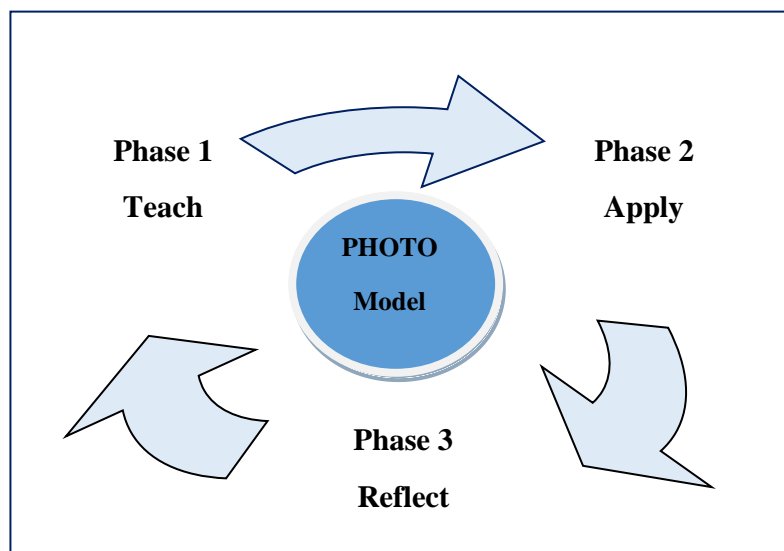 Phase 1
Teach
Phase 2
Apply
PHOTO
Model
Phase 3
Reflect